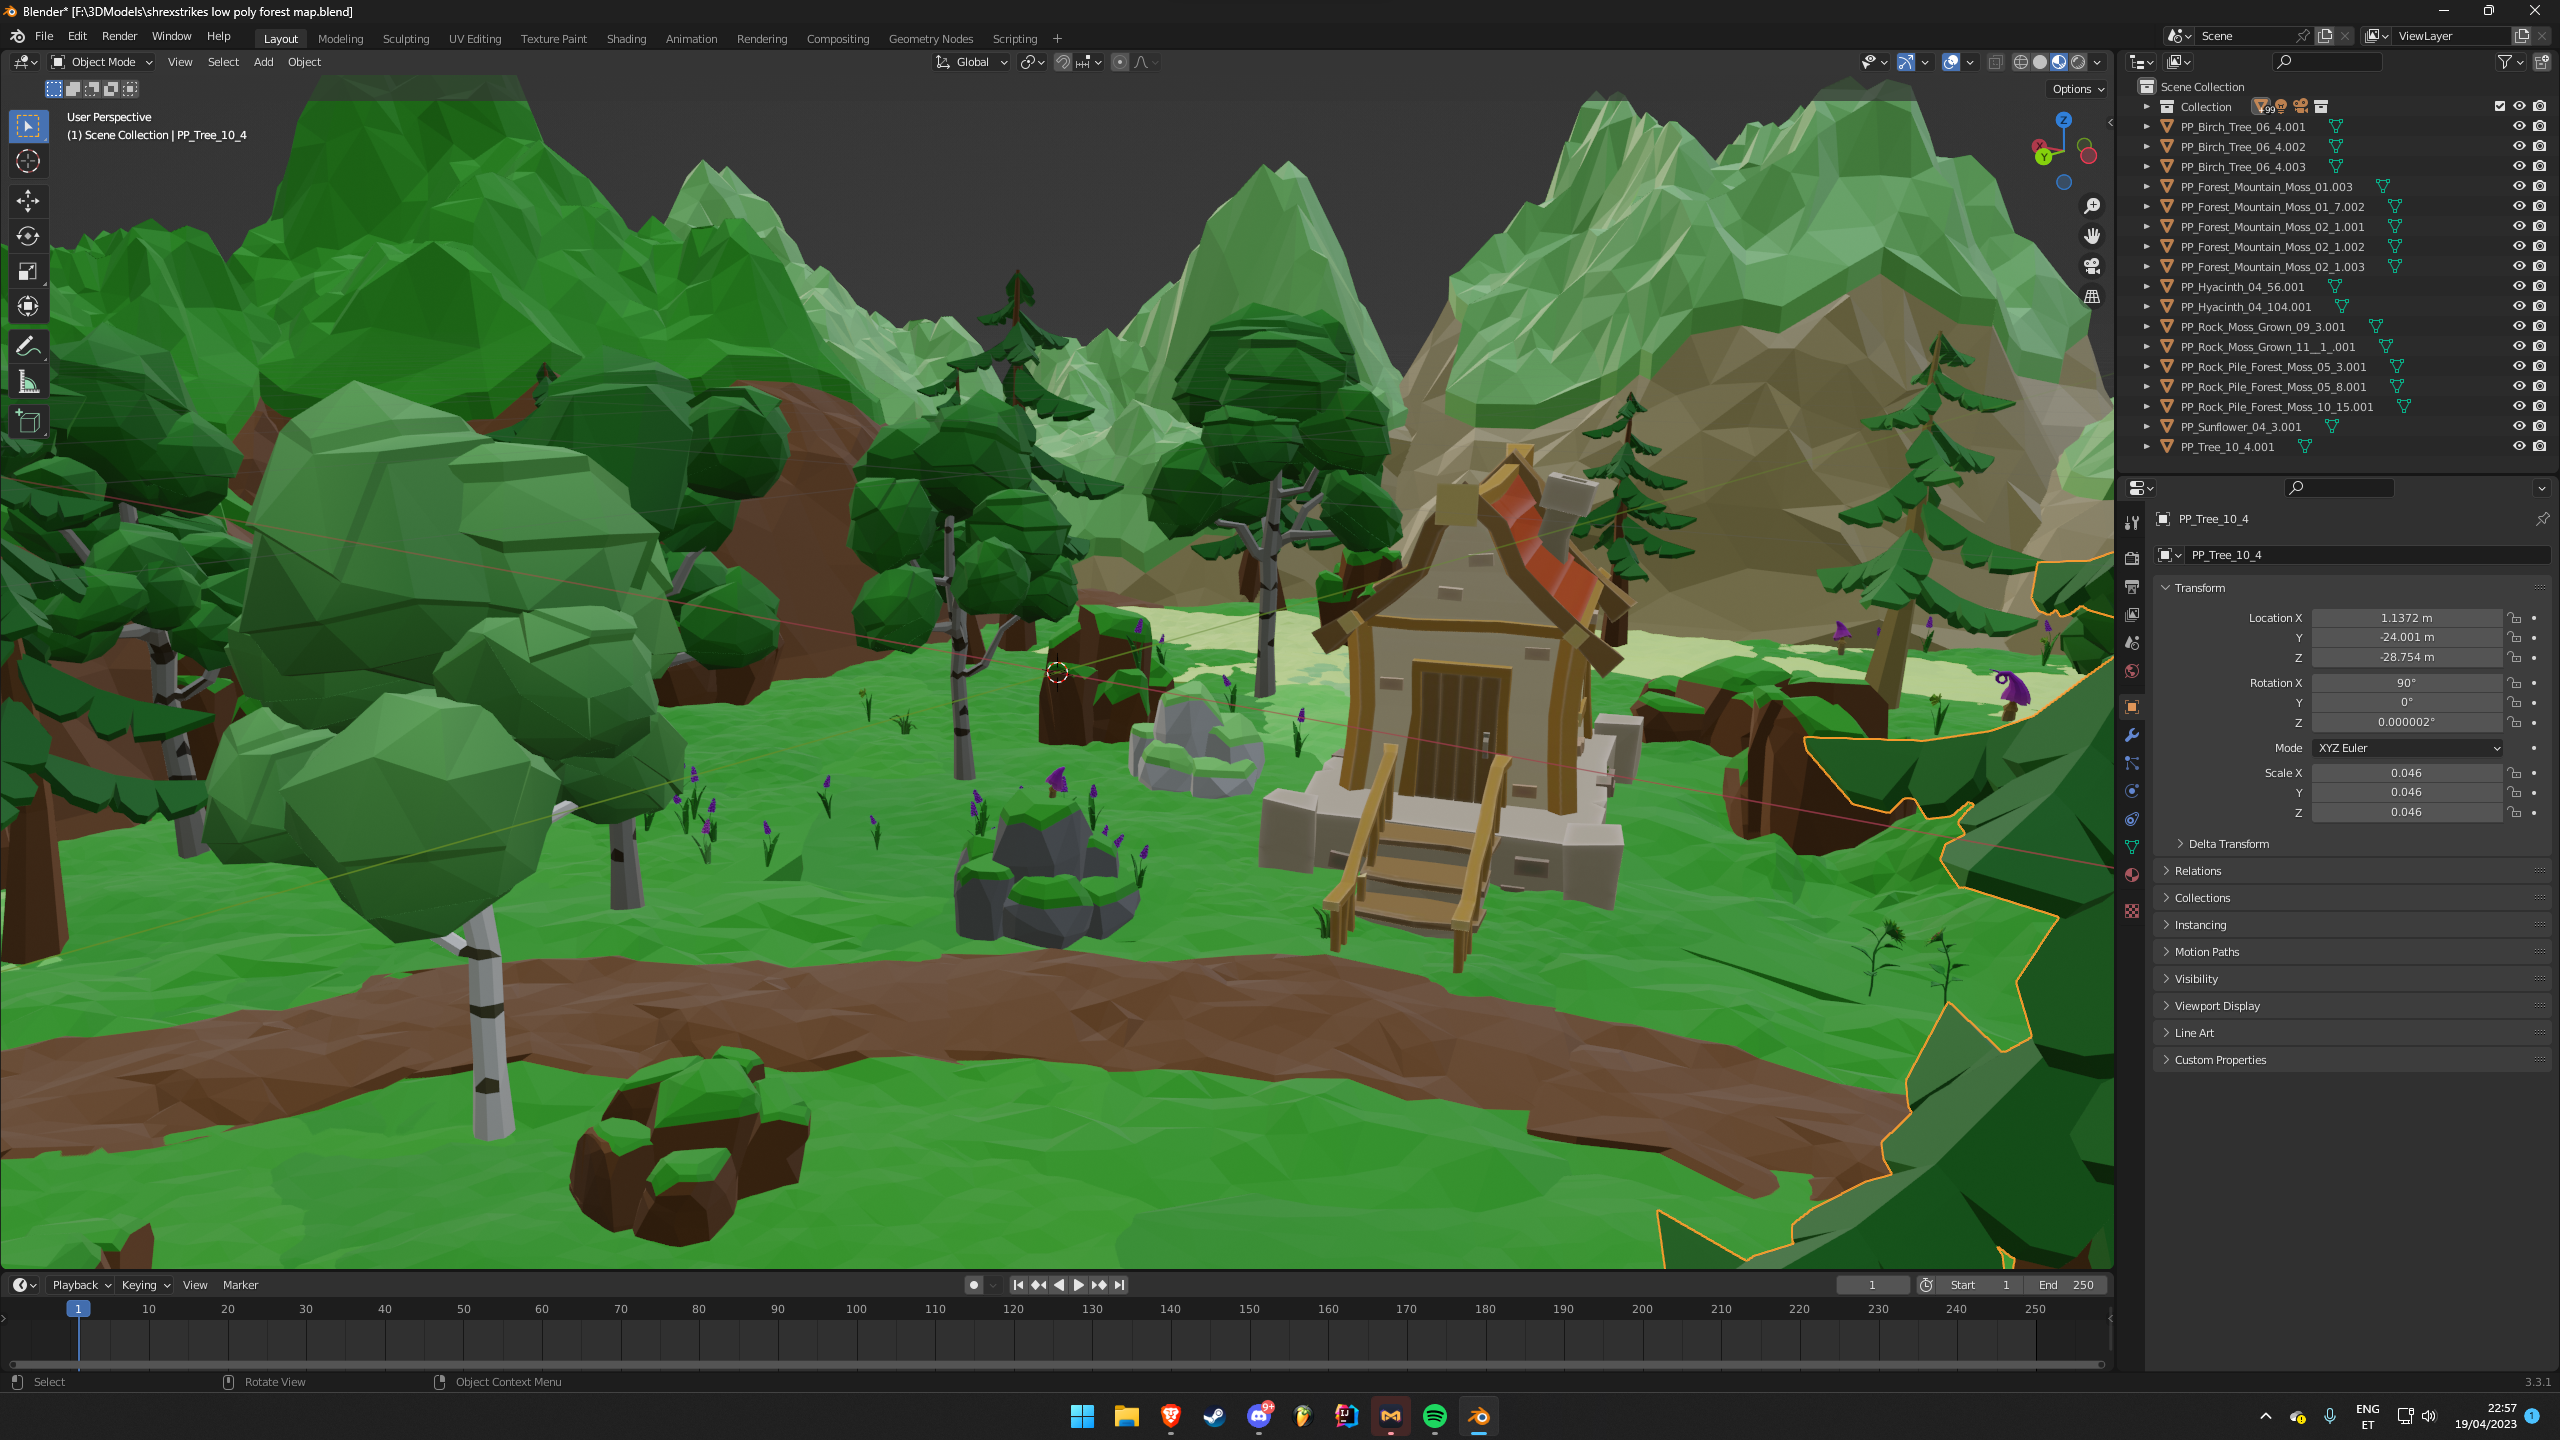 Blender* [F:\3DModels\shrexstrikes low poly forest map.blend]
File Edit Render Window Help
Layout Modeling Sculpting UV Editing Texture Paint Shading Animation Rendering Compositing Geometry Nodes Scripting
Scene
ViewLayer
Object Mode
View Select Add Object
Global
Options
User Perspective
(1) Scene Collection | PP_Tree_10_4
Z
X
Y
Scene Collection
Collection
99
PP_Birch_Tree_06_4.001
PP_Birch_Tree_06_4.002
PP_Birch_Tree_06_4.003
PP_Forest_Mountain_Moss_01.003
PP_Forest_Mountain_Moss_01_7.002
PP_Forest_Mountain_Moss_02_1.001
PP_Forest_Mountain_Moss_02_1.002
PP_Forest_Mountain_Moss_02_1.003
PP_Hyacinth_04_56.001
PP_Hyacinth_04_104.001
PP_Rock_Moss_Grown_09_3.001
PP_Rock_Moss_Grown_11__1_.001
PP_Rock_Pile_Forest_Moss_05_3.001
PP_Rock_Pile_Forest_Moss_05_8.001
PP_Rock_Pile_Forest_Moss_10_15.001
PP_Sunflower_04_3.001
PP_Tree_10_4.001
PP_Tree_10_4
PP_Tree_10_4
Transform
Location X 1.1372 m
Y -24.001 m
Z -28.754 m
Rotation X 90°
Y 0°
Z 0.000002°
Mode XYZ Euler
Scale X 0.046
Y 0.046
Z 0.046
Delta Transform
Relations
Collections
Instancing
Motion Paths
Visibility
Viewport Display
Line Art
Custom Properties
Playback Keying View Marker
1
Start 1
End 250
1 10 20 30 40 50 60 70 80 90 100 110 120 130 140 150 160 170 180 190 200 210 220 230 240 250
Select Rotate View Object Context Menu
3.3.1
9+
IJ
ENG
ET
22:57
19/04/2023
1